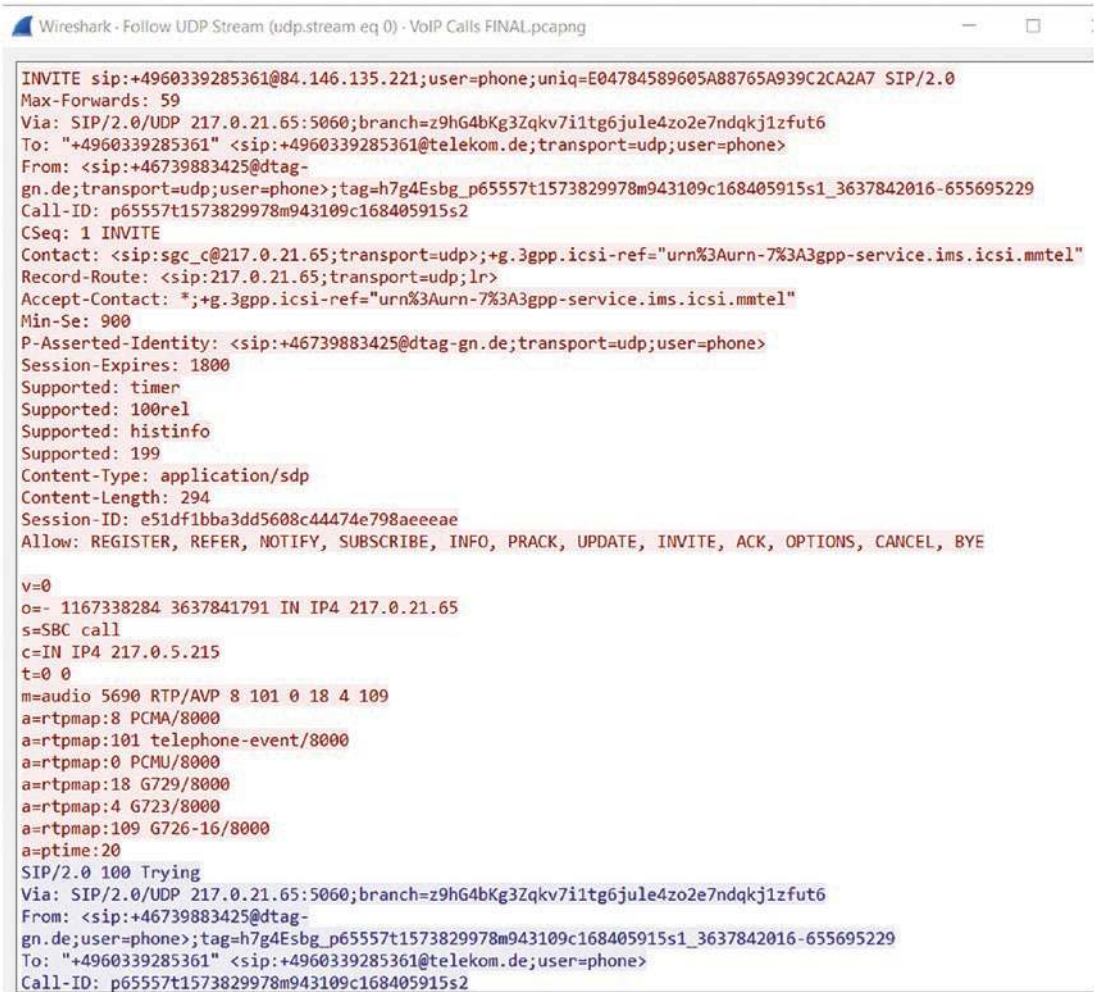 Wireshark · Follow UDP Stream (udp.stream eq 0) · VoIP Calls FINAL.pcapng
INVITE sip:+4960339285361@84.146.135.221;user=phone;uniq=E04784589605A88765A939C2CA2A7 SIP/2.0
Max-Forwards: 59
Via: SIP/2.0/UDP 217.0.21.65:5060;branch=z9hG4bKg3Zqkv7i1tg6jule4zo2e7ndqkj1zfut6
To: "+4960339285361" <sip:+4960339285361@telekom.de;transport=udp;user=phone>
From: <sip:+46739883425@dtag-
gn.de;transport=udp;user=phone>;tag=h7g4Esbg_p65557t1573829978m943109c168405915s1_3637842016-655695229
Call-ID: p65557t1573829978m943109c168405915s2
CSeq: 1 INVITE
Contact: <sip:sgc_c@217.0.21.65;transport=udp>;+g.3gpp.icsi-ref="urn%3Aurn-7%3A3gpp-service.ims.icsi.mmtel"
Record-Route: <sip:217.0.21.65;transport=udp;lr>
Accept-Contact: *;+g.3gpp.icsi-ref="urn%3Aurn-7%3A3gpp-service.ims.icsi.mmtel"
Min-Se: 900
P-Asserted-Identity: <sip:+46739883425@dtag-gn.de;transport=udp;user=phone>
Session-Expires: 1800
Supported: timer
Supported: 100rel
Supported: histinfo
Supported: 199
Content-Type: application/sdp
Content-Length: 294
Session-ID: e51df1bba3dd5608c44474e798aeeeae
Allow: REGISTER, REFER, NOTIFY, SUBSCRIBE, INFO, PRACK, UPDATE, INVITE, ACK, OPTIONS, CANCEL, BYE
v=0
o=- 1167338284 3637841791 IN IP4 217.0.21.65
s=SBC call
c=IN IP4 217.0.5.215
t=0 0
m=audio 5690 RTP/AVP 8 101 0 18 4 109
a=rtpmap:8 PCMA/8000
a=rtpmap:101 telephone-event/8000
a=rtpmap:0 PCMU/8000
a=rtpmap:18 G729/8000
a=rtpmap:4 G723/8000
a=rtpmap:109 G726-16/8000
a=ptime:20
SIP/2.0 100 Trying
Via: SIP/2.0/UDP 217.0.21.65:5060;branch=z9hG4bKg3Zqkv7i1tg6jule4zo2e7ndqkj1zfut6
From: <sip:+46739883425@dtag-
gn.de;user=phone>;tag=h7g4Esbg_p65557t1573829978m943109c168405915s1_3637842016-655695229
To: "+4960339285361" <sip:+4960339285361@telekom.de;user=phone>
Call-ID: p65557t1573829978m943109c168405915s2